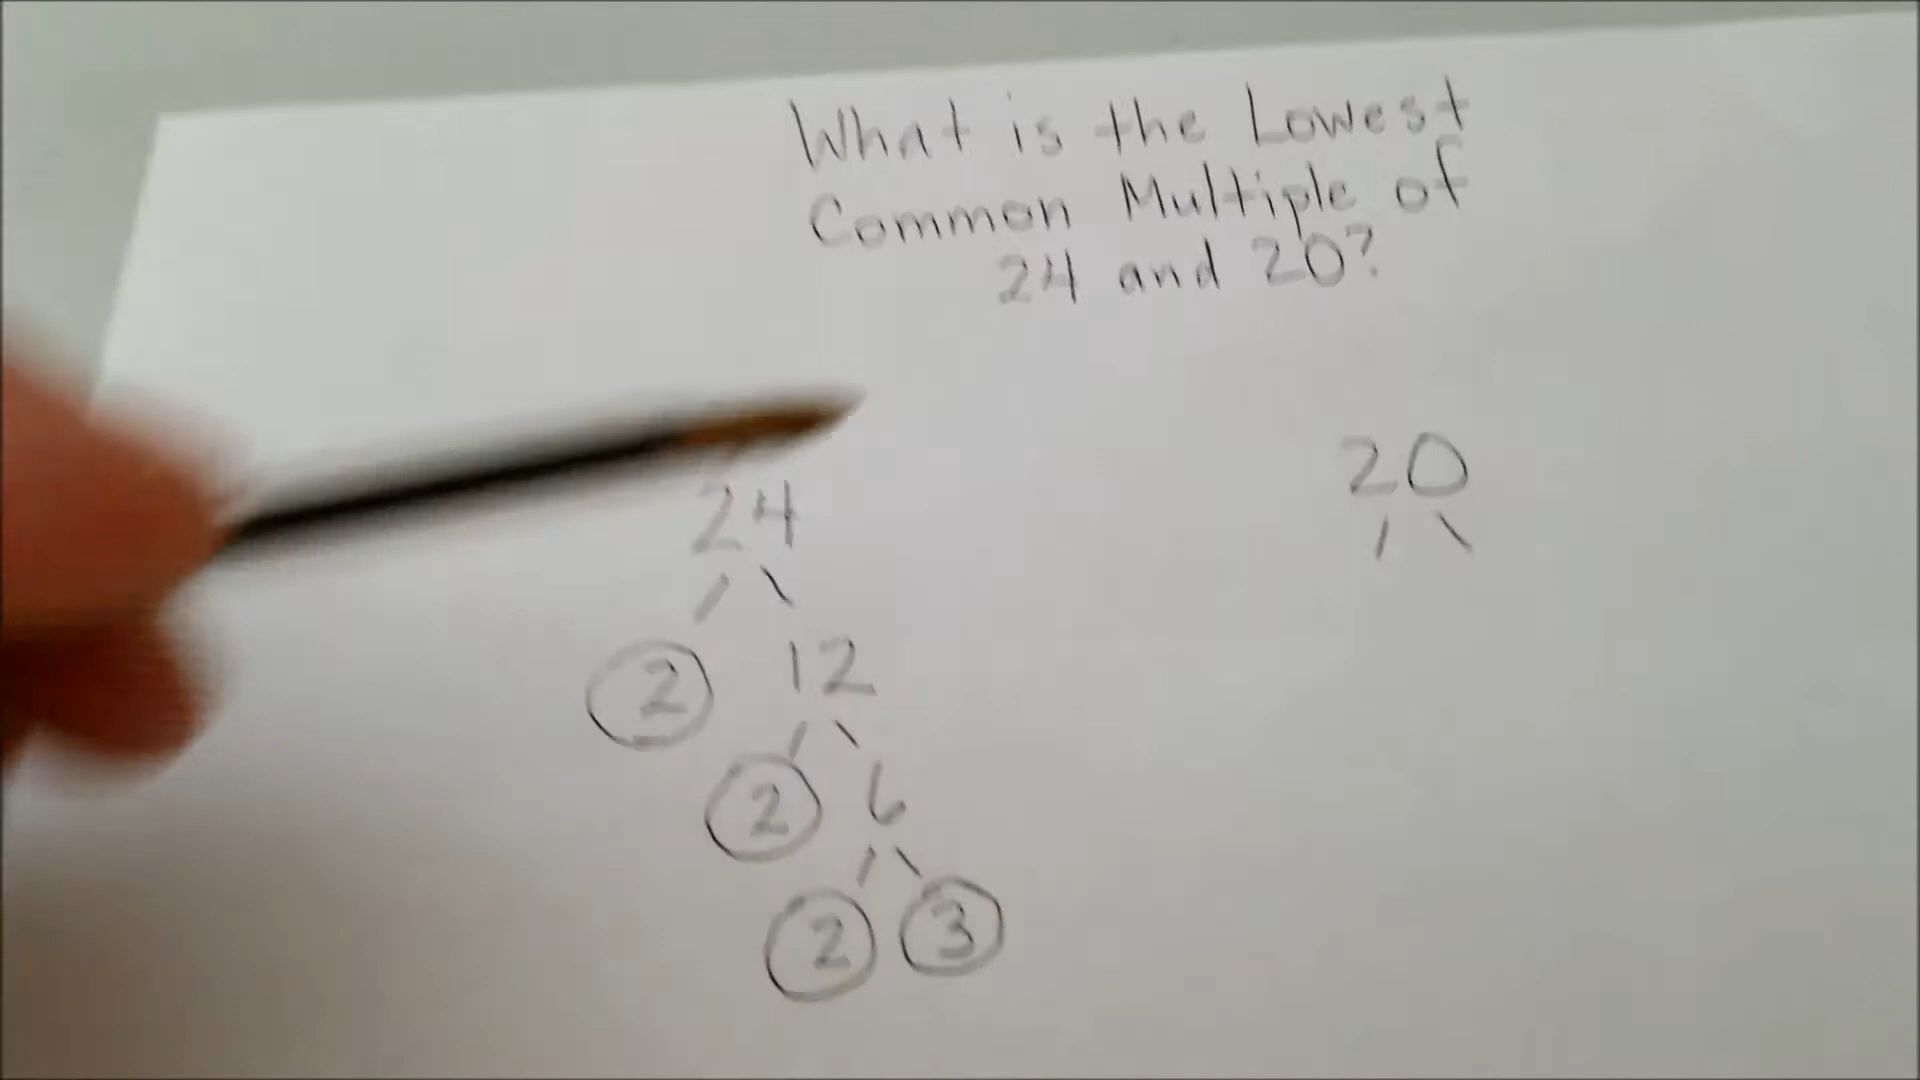 What is the Lowest
Common Multiple of
24 and 20?
24 20
2 12
2 6
2 3